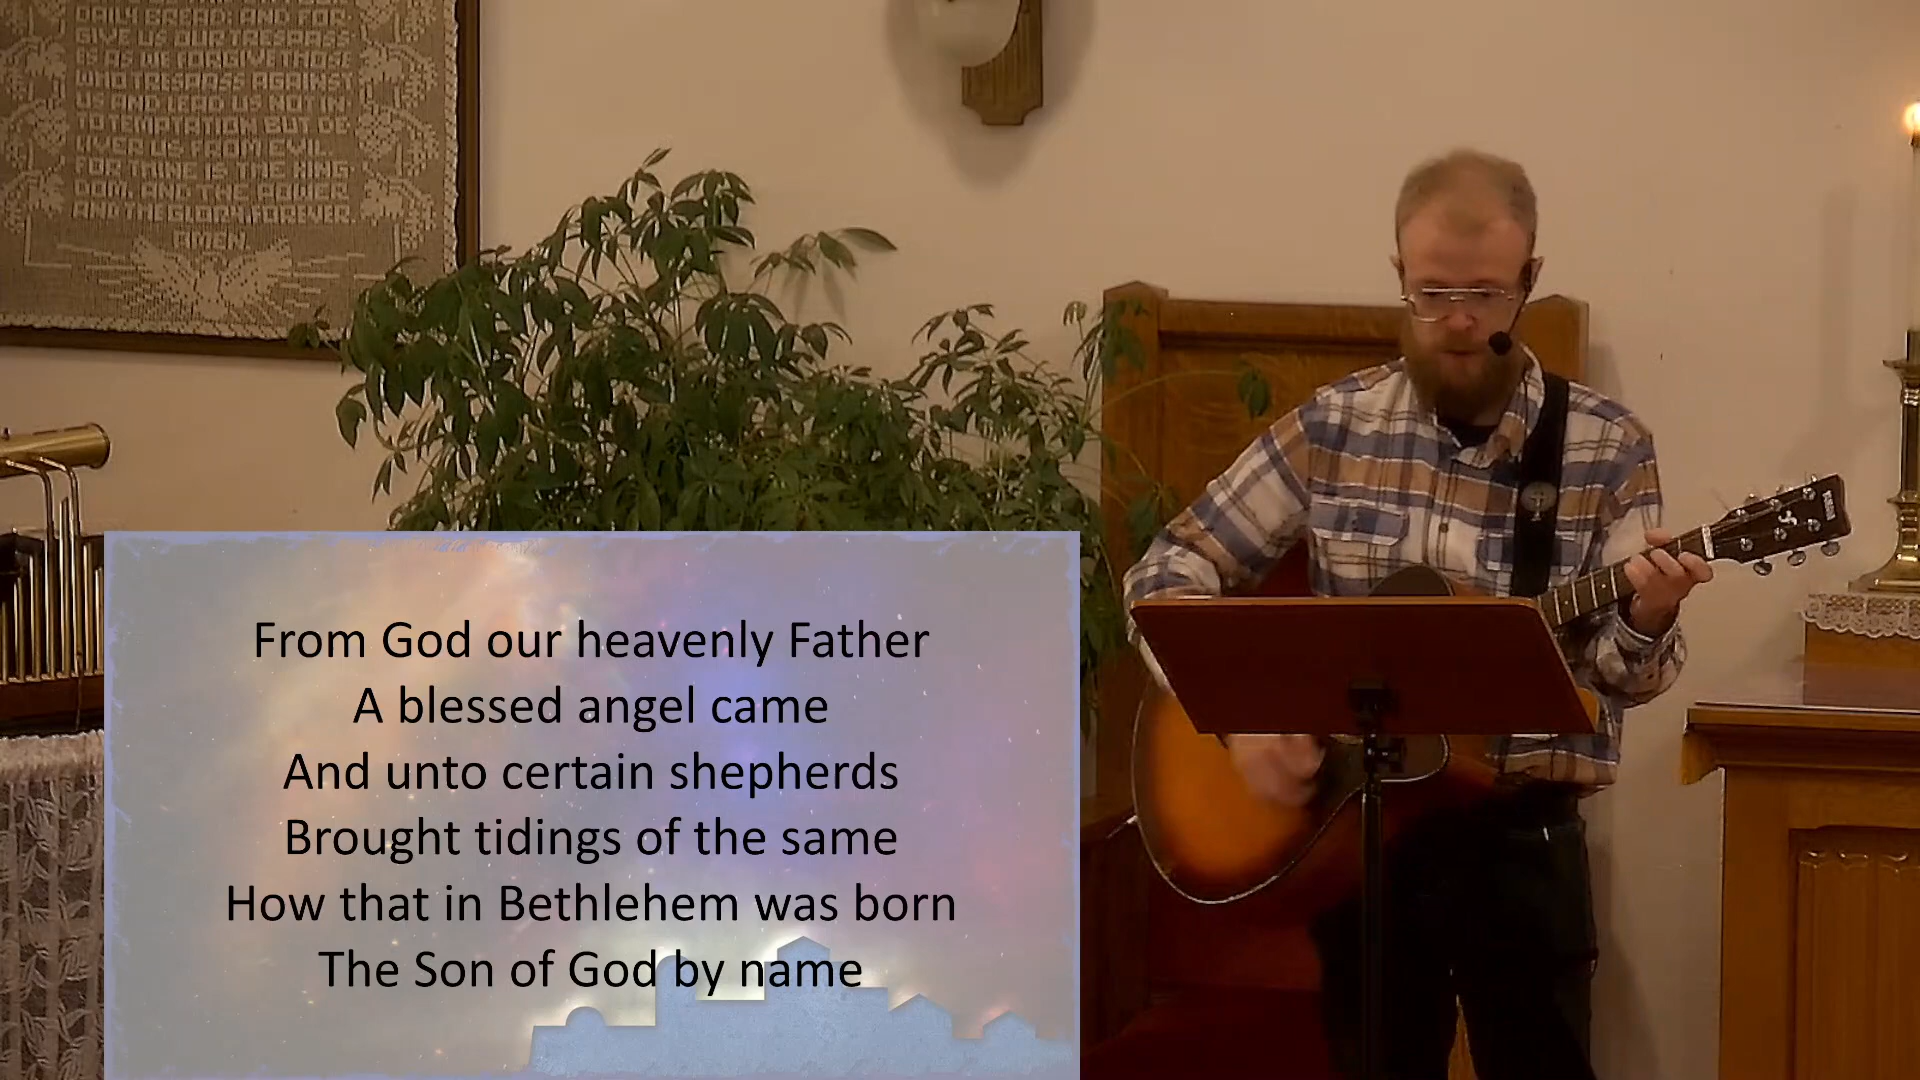 DAILY BREAD: AND FOR
GIVE US OUR TRESPASS
ES AS WE FORGIVE THOSE
WHO TRESPASS AGAINST
US AND LEAD US NOT IN
TO TEMPTATION BUT DE
LIVER US FROM EVIL
FOR THINE IS THE KING
DOM, AND THE POWER
AND THE GLORY FOREVER
AMEN.
From God our heavenly Father
A blessed angel came
And unto certain shepherds
Brought tidings of the same
How that in Bethlehem was born
The Son of God by name